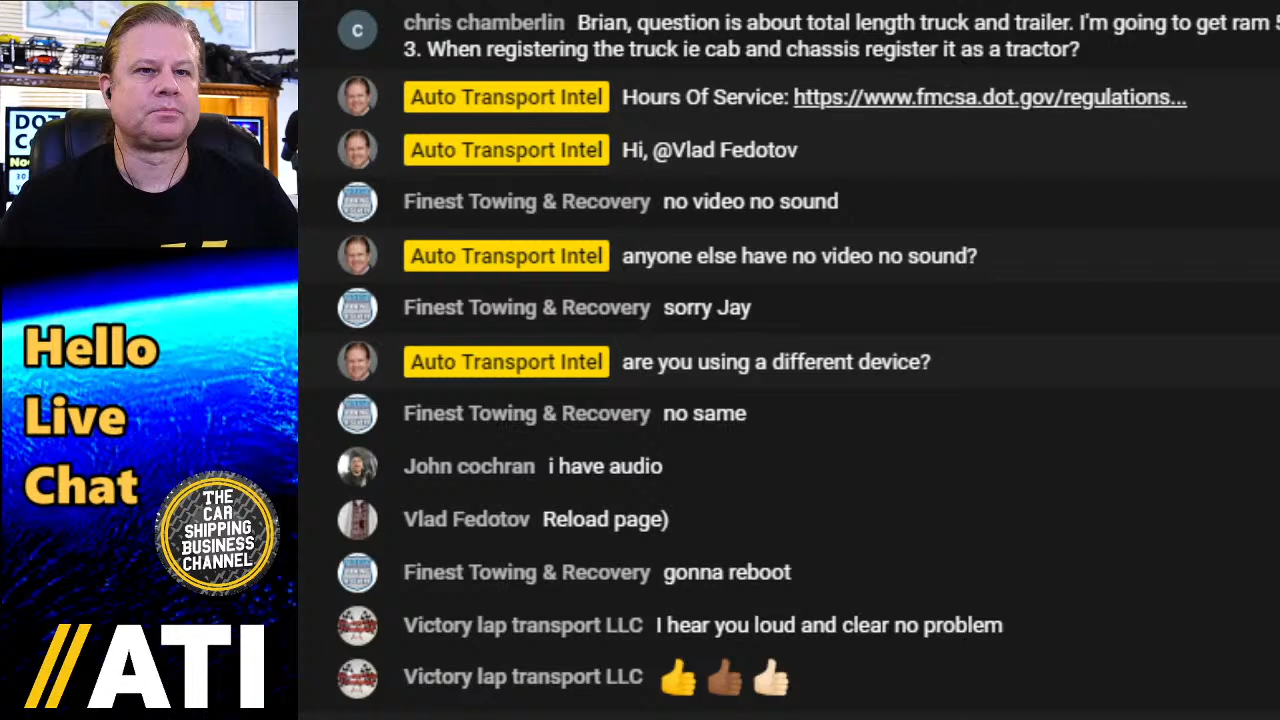 C
chris chamberlin Brian, question is about total length truck and trailer. I'm going to get ram
3. When registering the truck ie cab and chassis register it as a tractor?
Auto Transport Intel Hours Of Service: https://www.fmcsa.dot.gov/regulations...
Auto Transport Intel Hi, @Vlad Fedotov
Finest Towing & Recovery no video no sound
Auto Transport Intel anyone else have no video no sound?
Finest Towing & Recovery sorry Jay
Auto Transport Intel are you using a different device?
Finest Towing & Recovery no same
John cochran i have audio
Vlad Fedotov Reload page)
Finest Towing & Recovery gonna reboot
Victory lap transport LLC I hear you loud and clear no problem
Victory lap transport LLC 👍👍🏾👍🏻
DOT
Hello
Live
Chat
THE
CAR
SHIPPING
BUSINESS
CHANNEL
//ATI